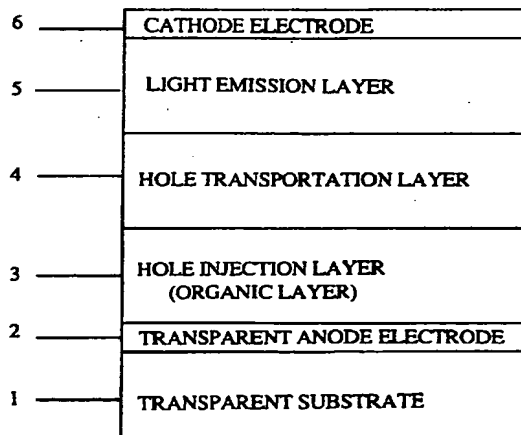 6 CATHODE ELECTRODE
5 LIGHT EMISSION LAYER
4 HOLE TRANSPORTATION LAYER
3 HOLE INJECTION LAYER
(ORGANIC LAYER)
2 TRANSPARENT ANODE ELECTRODE
1 TRANSPARENT SUBSTRATE